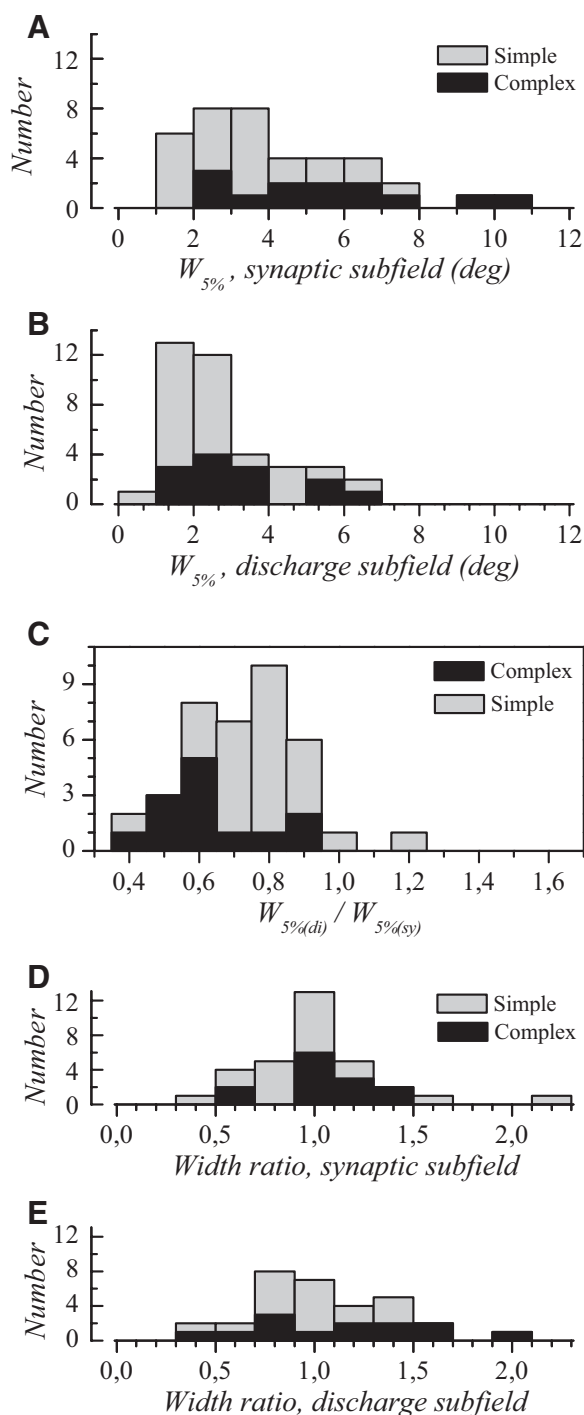 A
Number
12
8
4
0
Simple
Complex
0 2 4 6 8 10 12
W5%, synaptic subfield (deg)
B
Number
12
8
4
0
0 2 4 6 8 10 12
W5%, discharge subfield (deg)
C
Number
9
6
3
0
Complex
Simple
0,4 0,6 0,8 1,0 1,2 1,4 1,6
W5%(di) / W5%(sy)
D
Number
12
8
4
0
Simple
Complex
0,0 0,5 1,0 1,5 2,0
Width ratio, synaptic subfield
E
Number
12
8
4
0
0,0 0,5 1,0 1,5 2,0
Width ratio, discharge subfield